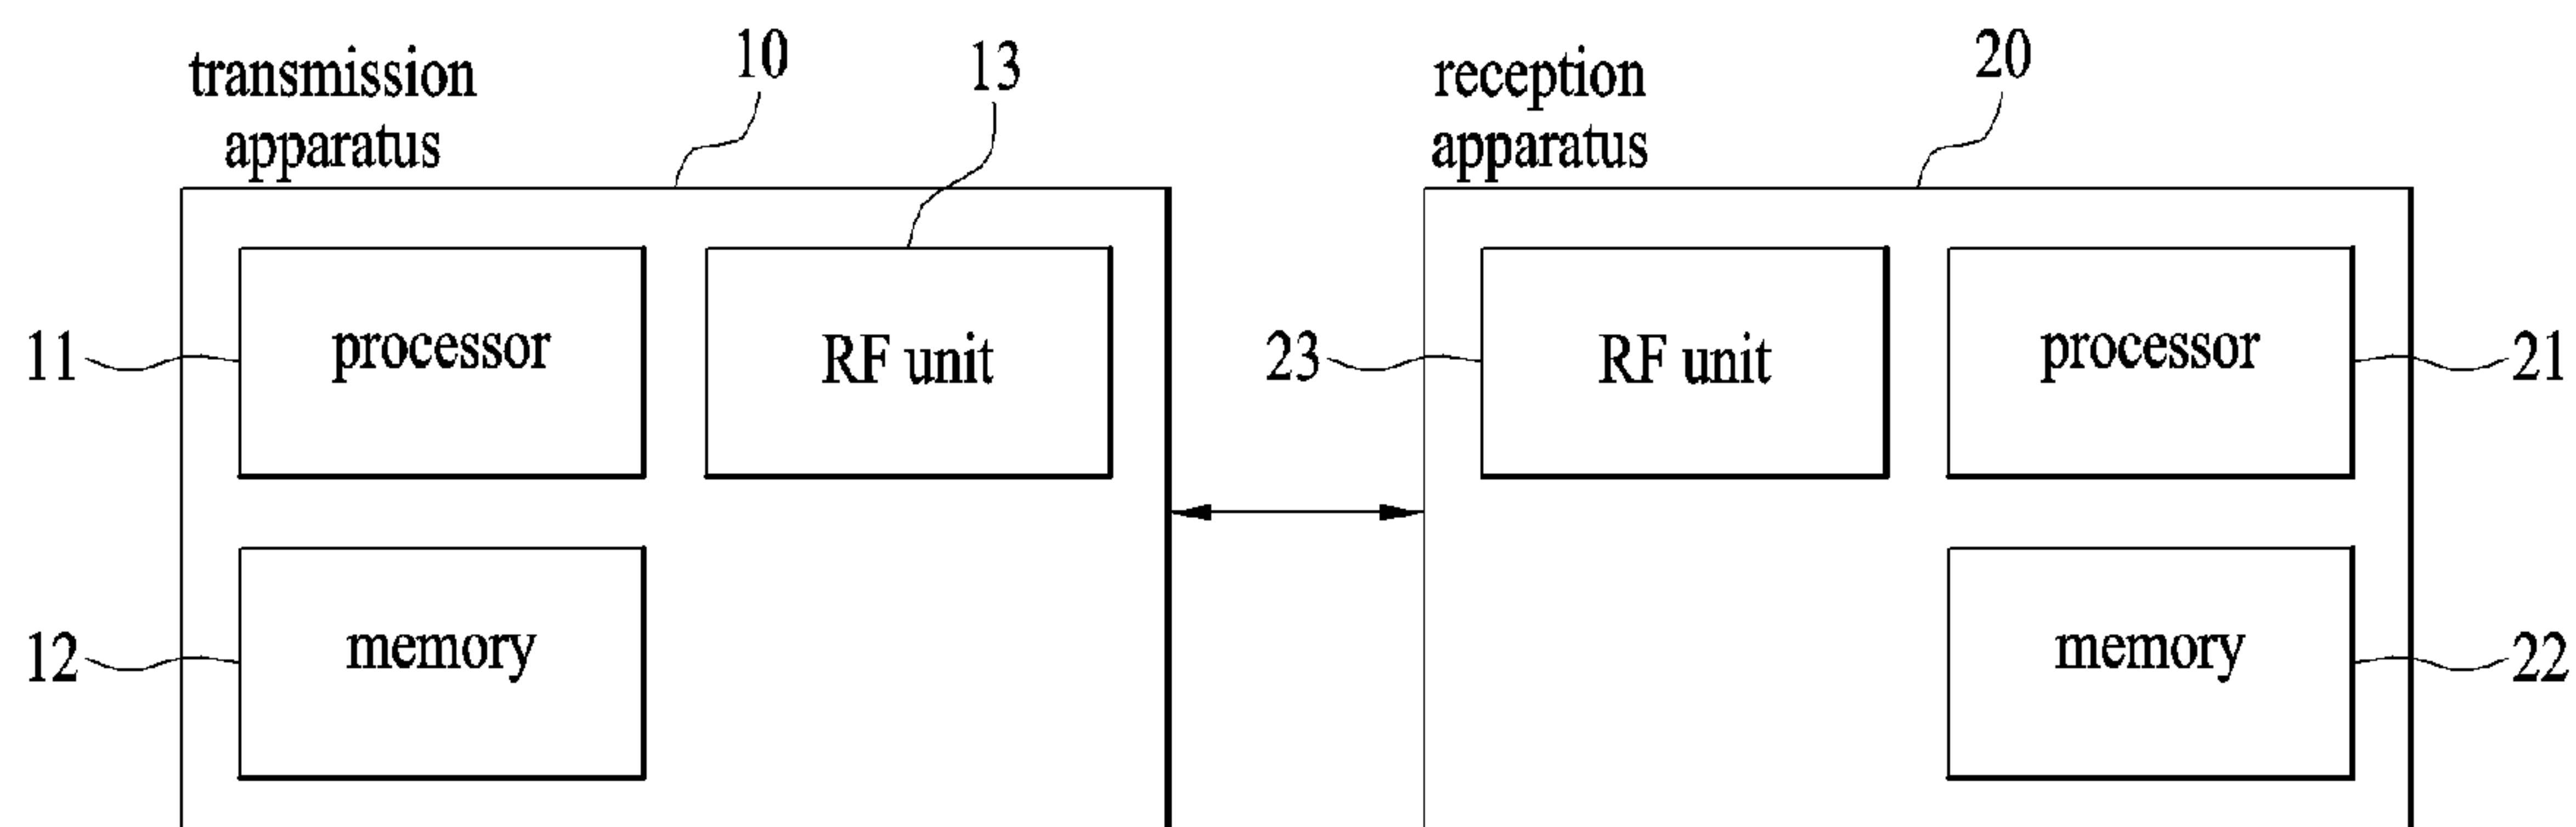 transmission
apparatus
10
13
reception
apparatus
20
11
processor
RF unit
23
RF unit
processor
21
12
memory
memory
22